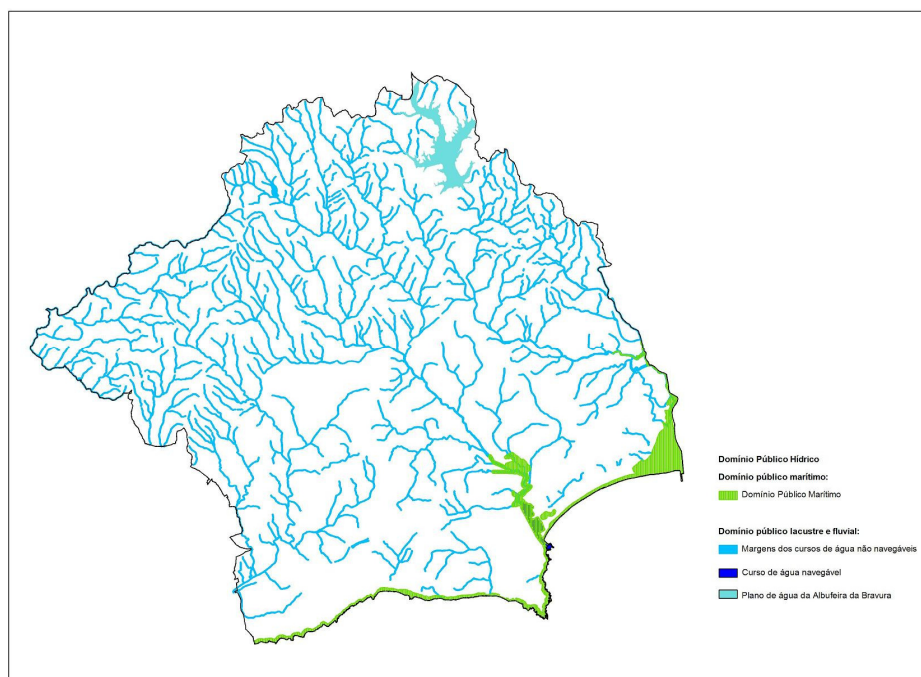 Domínio Público Hídrico
Domínio público marítimo:
Domínio Público Marítimo
Domínio público lacustre e fluvial:
Margens dos cursos de água não navegáveis
Curso de água navegável
Plano de água da Albufeira da Bravura